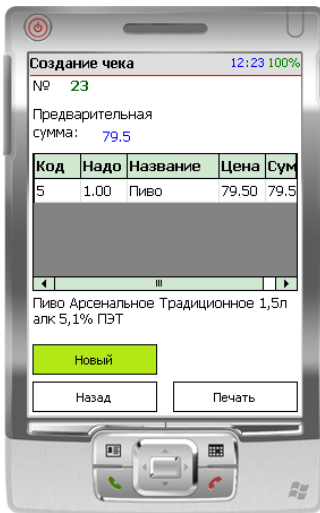 Создание чека 12:23 100%
№ 23
Предварительная
сумма: 79.5
Код Надо Название Цена Сум
5 1.00 Пиво 79.50 79.5
Пиво Арсенальное Традиционное 1,5л
алк 5,1% ПЭТ
Новый
Назад Печать